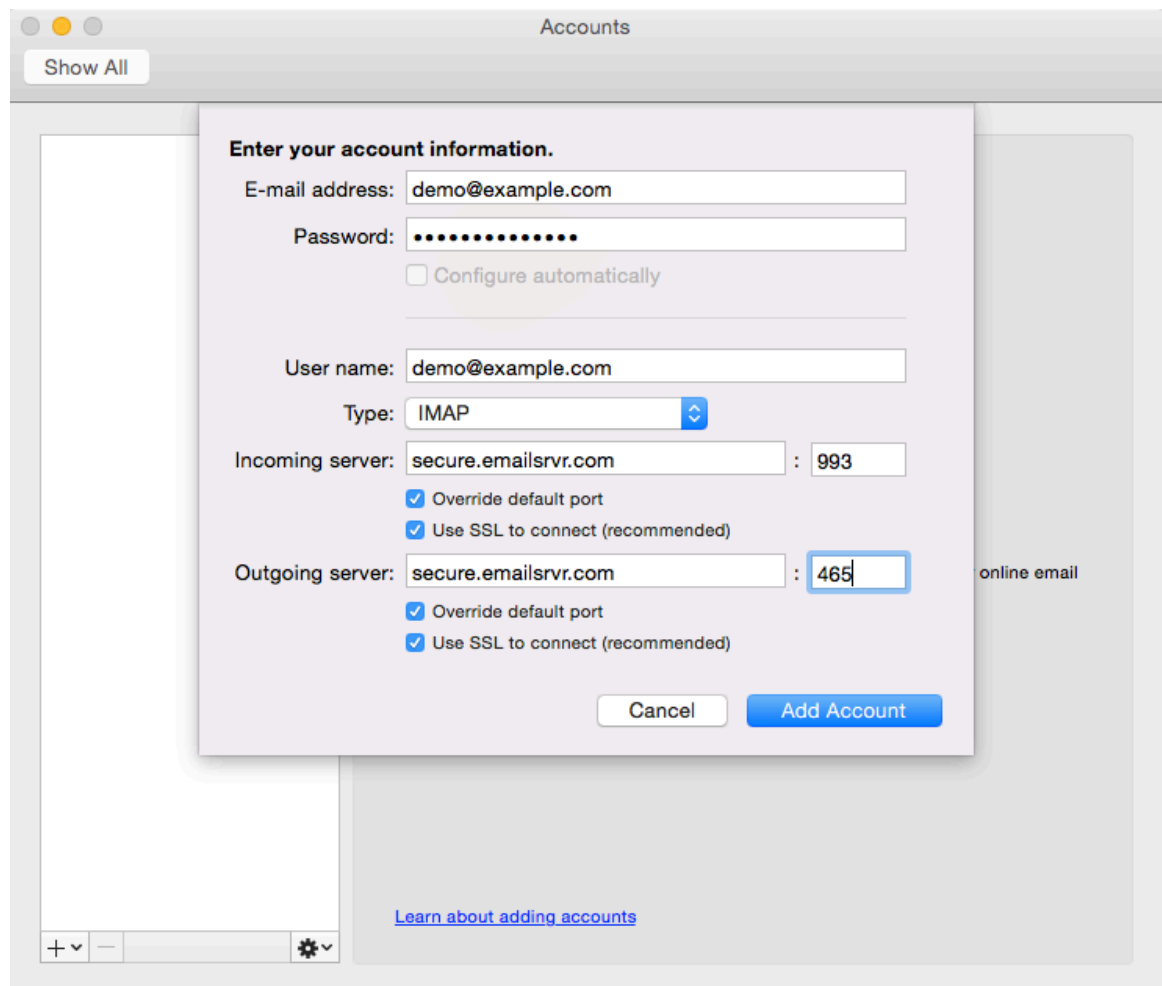 Accounts
Show All
Enter your account information.
E-mail address: demo@example.com
Password: ••••••••••••••
Configure automatically
User name: demo@example.com
Type: IMAP
Incoming server: secure.emailsrvr.com : 993
Override default port
Use SSL to connect (recommended)
Outgoing server: secure.emailsrvr.com : 465
online email
Override default port
Use SSL to connect (recommended)
Cancel Add Account
Learn about adding accounts